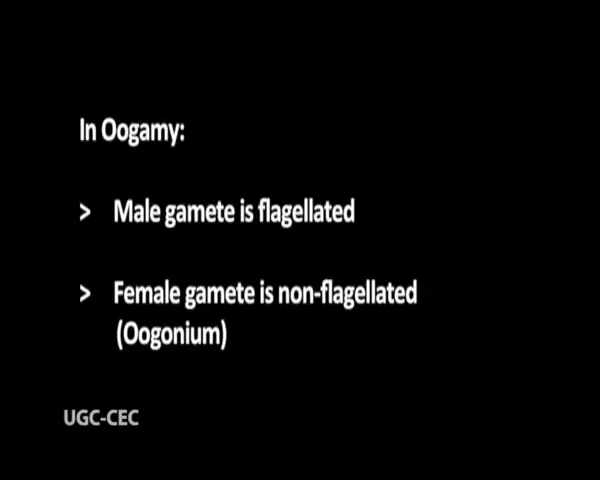 In Oogamy:
> Male gamete is flagellated
> Female gamete is non-flagellated
(Oogonium)
UGC-CEC